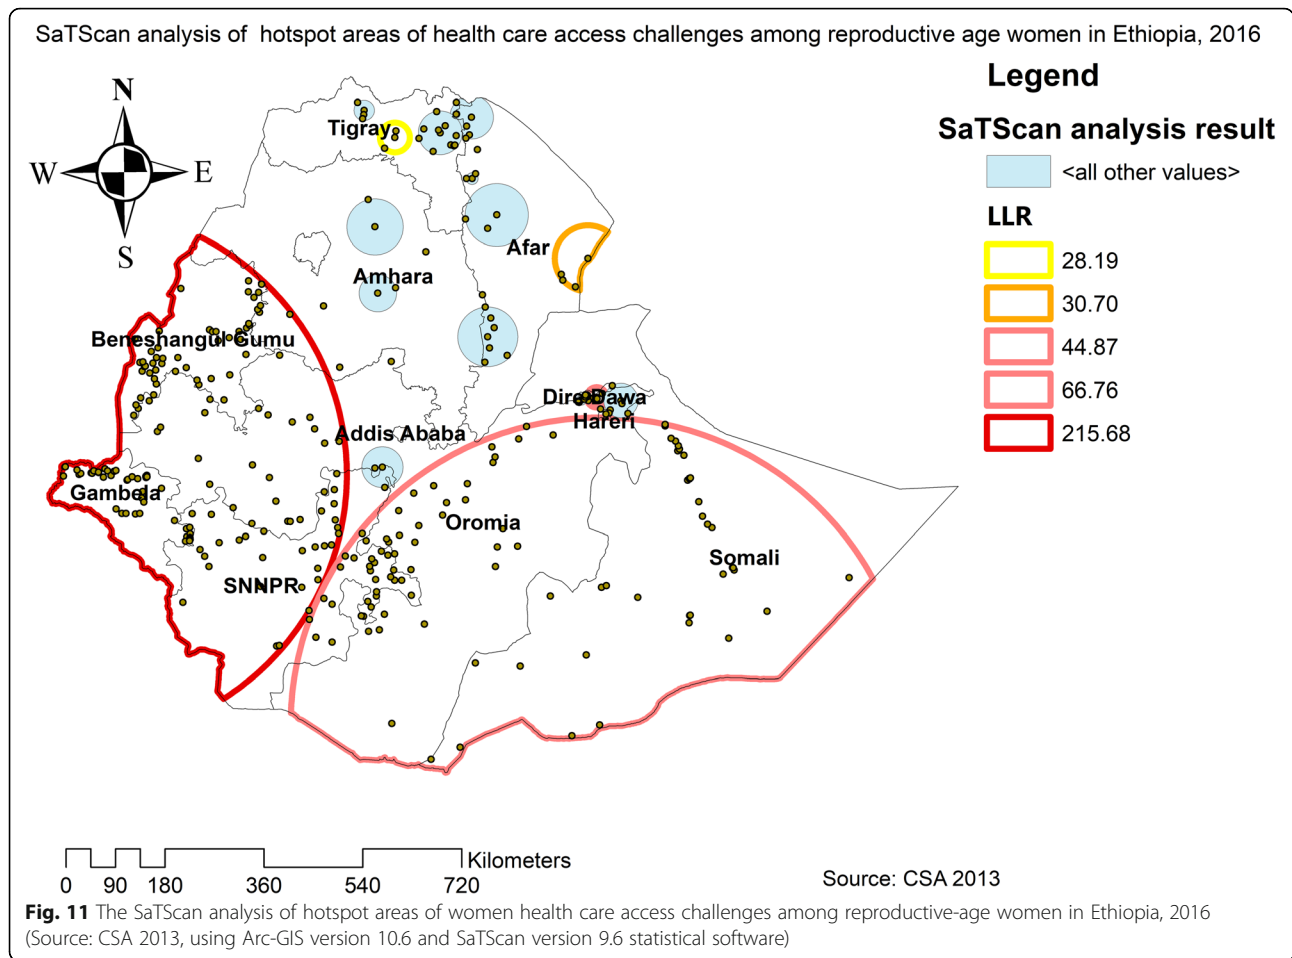 SaTScan analysis of hotspot areas of health care access challenges among reproductive age women in Ethiopia, 2016
Legend
SaTScan analysis result
<all other values>
LLR
28.19
30.70
44.87
66.76
215.68
N
W
E
S
Tigray
Afar
Amhara
Beneshangul Gumu
Dire Dawa
Hareri
Addis Ababa
Gambela
Oromia
Somali
SNNPR
Kilometers
0 90 180 360 540 720
Source: CSA 2013
Fig. 11 The SaTScan analysis of hotspot areas of women health care access challenges among reproductive-age women in Ethiopia, 2016
(Source: CSA 2013, using Arc-GIS version 10.6 and SaTScan version 9.6 statistical software)